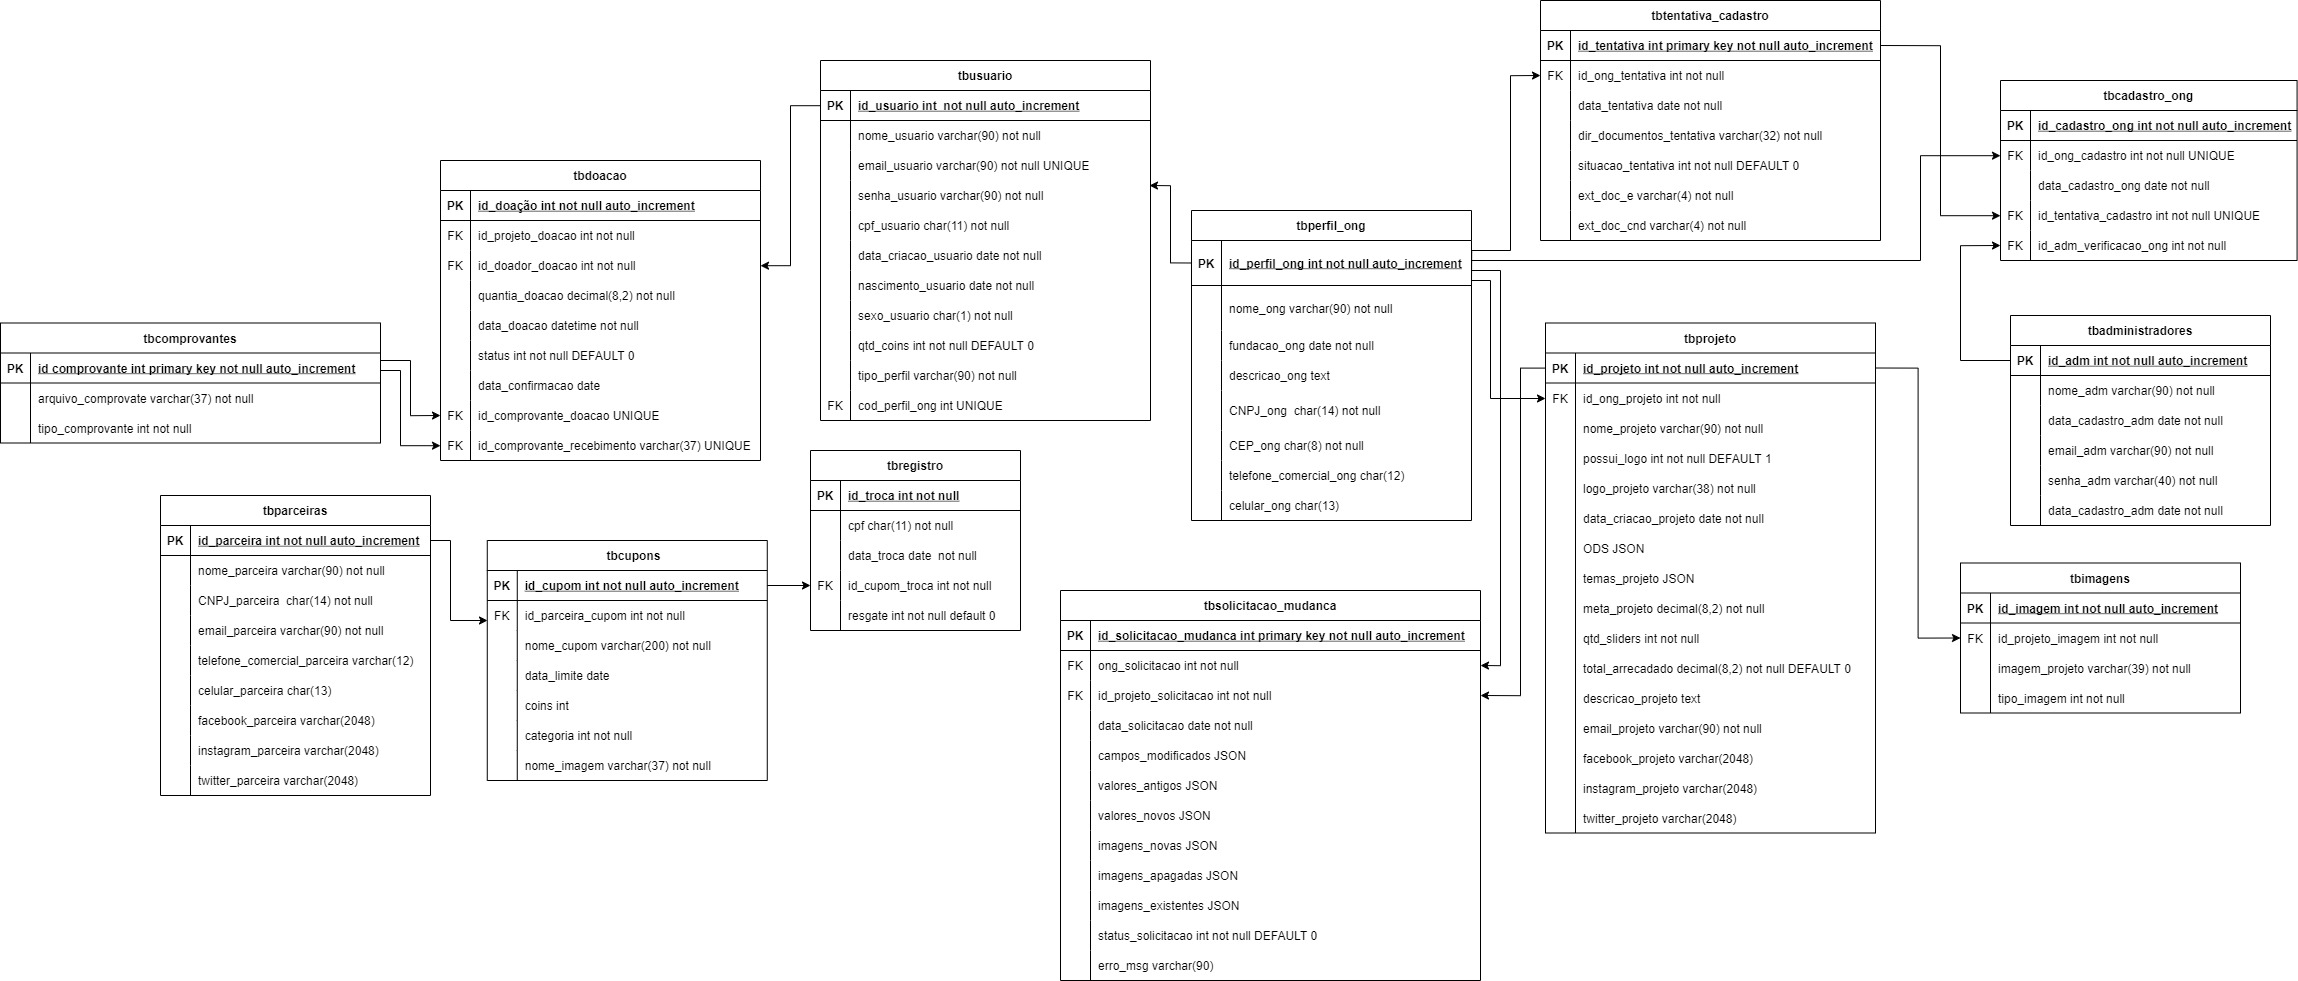 tbtentativa_cadastro
PK id_tentativa int primary key not null auto_increment
FK id_ong_tentativa int not null
data_tentativa date not null
dir_documentos_tentativa varchar(32) not null
situacao_tentativa int not null DEFAULT 0
ext_doc_e varchar(4) not null
ext_doc_cnd varchar(4) not null
tbusuario
PK id_usuario int  not null auto_increment
nome_usuario varchar(90) not null
email_usuario varchar(90) not null UNIQUE
senha_usuario varchar(90) not null
cpf_usuario char(11) not null
data_criacao_usuario date not null
nascimento_usuario date not null
sexo_usuario char(1) not null
qtd_coins int not null DEFAULT 0
tipo_perfil varchar(90) not null
FK cod_perfil_ong int UNIQUE
tbcadastro_ong
PK id_cadastro_ong int not null auto_increment
FK id_ong_cadastro int not null UNIQUE
data_cadastro_ong date not null
FK id_tentativa_cadastro int not null UNIQUE
FK id_adm_verificacao_ong int not null
tbdoacao
PK id_doação int not null auto_increment
FK id_projeto_doacao int not null
FK id_doador_doacao int not null
quantia_doacao decimal(8,2) not null
data_doacao datetime not null
status int not null DEFAULT 0
data_confirmacao date
FK id_comprovante_doacao UNIQUE
FK id_comprovante_recebimento varchar(37) UNIQUE
tbperfil_ong
PK id_perfil_ong int not null auto_increment
nome_ong varchar(90) not null
fundacao_ong date not null
descricao_ong text
CNPJ_ong  char(14) not null
CEP_ong char(8) not null
telefone_comercial_ong char(12)
celular_ong char(13)
tbcomprovantes
PK id comprovante int primary key not null auto_increment
arquivo_comprovate varchar(37) not null
tipo_comprovante int not null
tbprojeto
PK id_projeto int not null auto_increment
FK id_ong_projeto int not null
nome_projeto varchar(90) not null
possui_logo int not null DEFAULT 1
logo_projeto varchar(38) not null
data_criacao_projeto date not null
ODS JSON
temas_projeto JSON
meta_projeto decimal(8,2) not null
qtd_sliders int not null
total_arrecadado decimal(8,2) not null DEFAULT 0
descricao_projeto text
email_projeto varchar(90) not null
facebook_projeto varchar(2048)
instagram_projeto varchar(2048)
twitter_projeto varchar(2048)
tbadministradores
PK id_adm int not null auto_increment
nome_adm varchar(90) not null
data_cadastro_adm date not null
email_adm varchar(90) not null
senha_adm varchar(40) not null
data_cadastro_adm date not null
tbregistro
PK id_troca int not null
cpf char(11) not null
data_troca date  not null
FK id_cupom_troca int not null
resgate int not null default 0
tbparceiras
PK id_parceira int not null auto_increment
nome_parceira varchar(90) not null
CNPJ_parceira  char(14) not null
email_parceira varchar(90) not null
telefone_comercial_parceira varchar(12)
celular_parceira char(13)
facebook_parceira varchar(2048)
instagram_parceira varchar(2048)
twitter_parceira varchar(2048)
tbcupons
PK id_cupom int not null auto_increment
FK id_parceira_cupom int not null
nome_cupom varchar(200) not null
data_limite date
coins int
categoria int not null
nome_imagem varchar(37) not null
tbimagens
PK id_imagem int not null auto_increment
FK id_projeto_imagem int not null
imagem_projeto varchar(39) not null
tipo_imagem int not null
tbsolicitacao_mudanca
PK id_solicitacao_mudanca int primary key not null auto_increment
FK ong_solicitacao int not null
FK id_projeto_solicitacao int not null
data_solicitacao date not null
campos_modificados JSON
valores_antigos JSON
valores_novos JSON
imagens_novas JSON
imagens_apagadas JSON
imagens_existentes JSON
status_solicitacao int not null DEFAULT 0
erro_msg varchar(90)